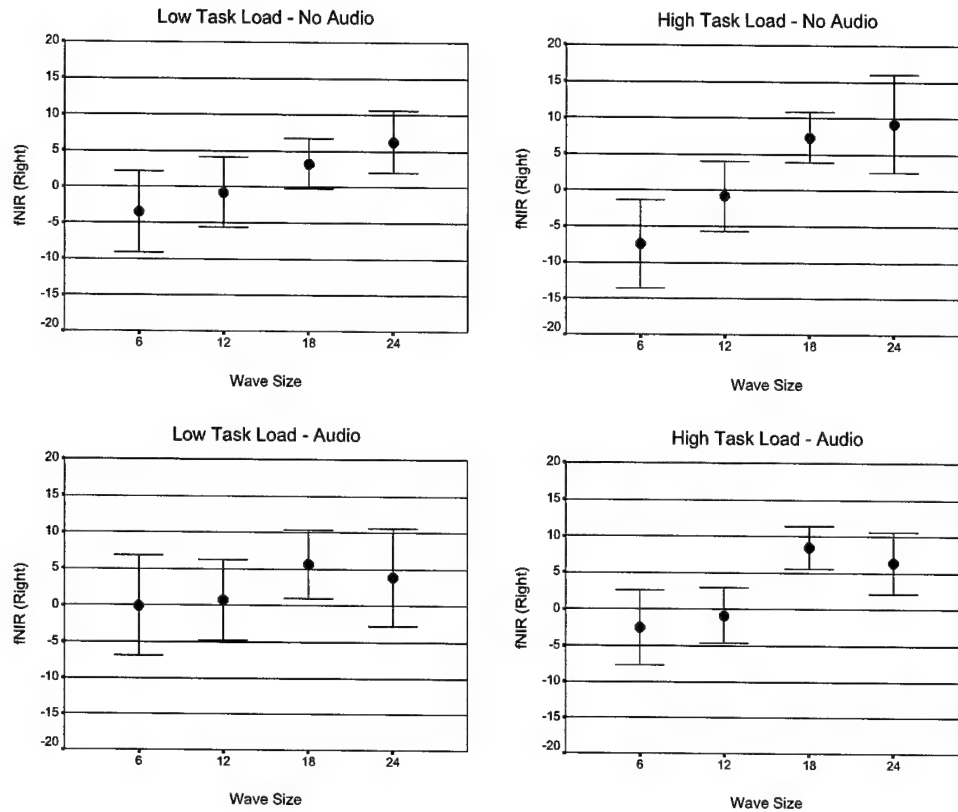 Low Task Load - No Audio
20
15
10
5
0
-5
-10
-15
-20
fNIR (Right)
6 12 18 24
Wave Size
High Task Load - No Audio
20
15
10
5
0
-5
-10
-15
-20
fNIR (Right)
6 12 18 24
Wave Size
Low Task Load - Audio
20
15
10
5
0
-5
-10
-15
-20
fNIR (Right)
6 12 18 24
Wave Size
High Task Load - Audio
20
15
10
5
0
-5
-10
-15
-20
fNIR (Right)
6 12 18 24
Wave Size